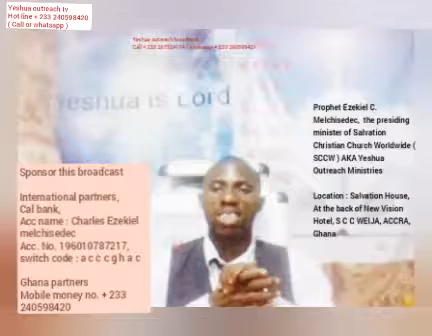 Yeshua outreach tv
Hot line + 233 240598420
( Call or whatsapp )
Yeshua is Lord
Prophet Ezekiel C.
Melchisedec, the presiding
minister of Salvation
Christian Church Worldwide (
SCCW ) AKA Yeshua
Outreach Ministries
Location : Salvation House,
At the back of New Vision
Hotel, S C C WEIJA, ACCRA,
Ghana
Sponsor this broadcast
International partners,
Cal bank,
Acc name : Charles Ezekiel
melchisedec
Acc. No. 196010787217,
switch code : a c c c g h a c
Ghana partners
Mobile money no. + 233
240598420